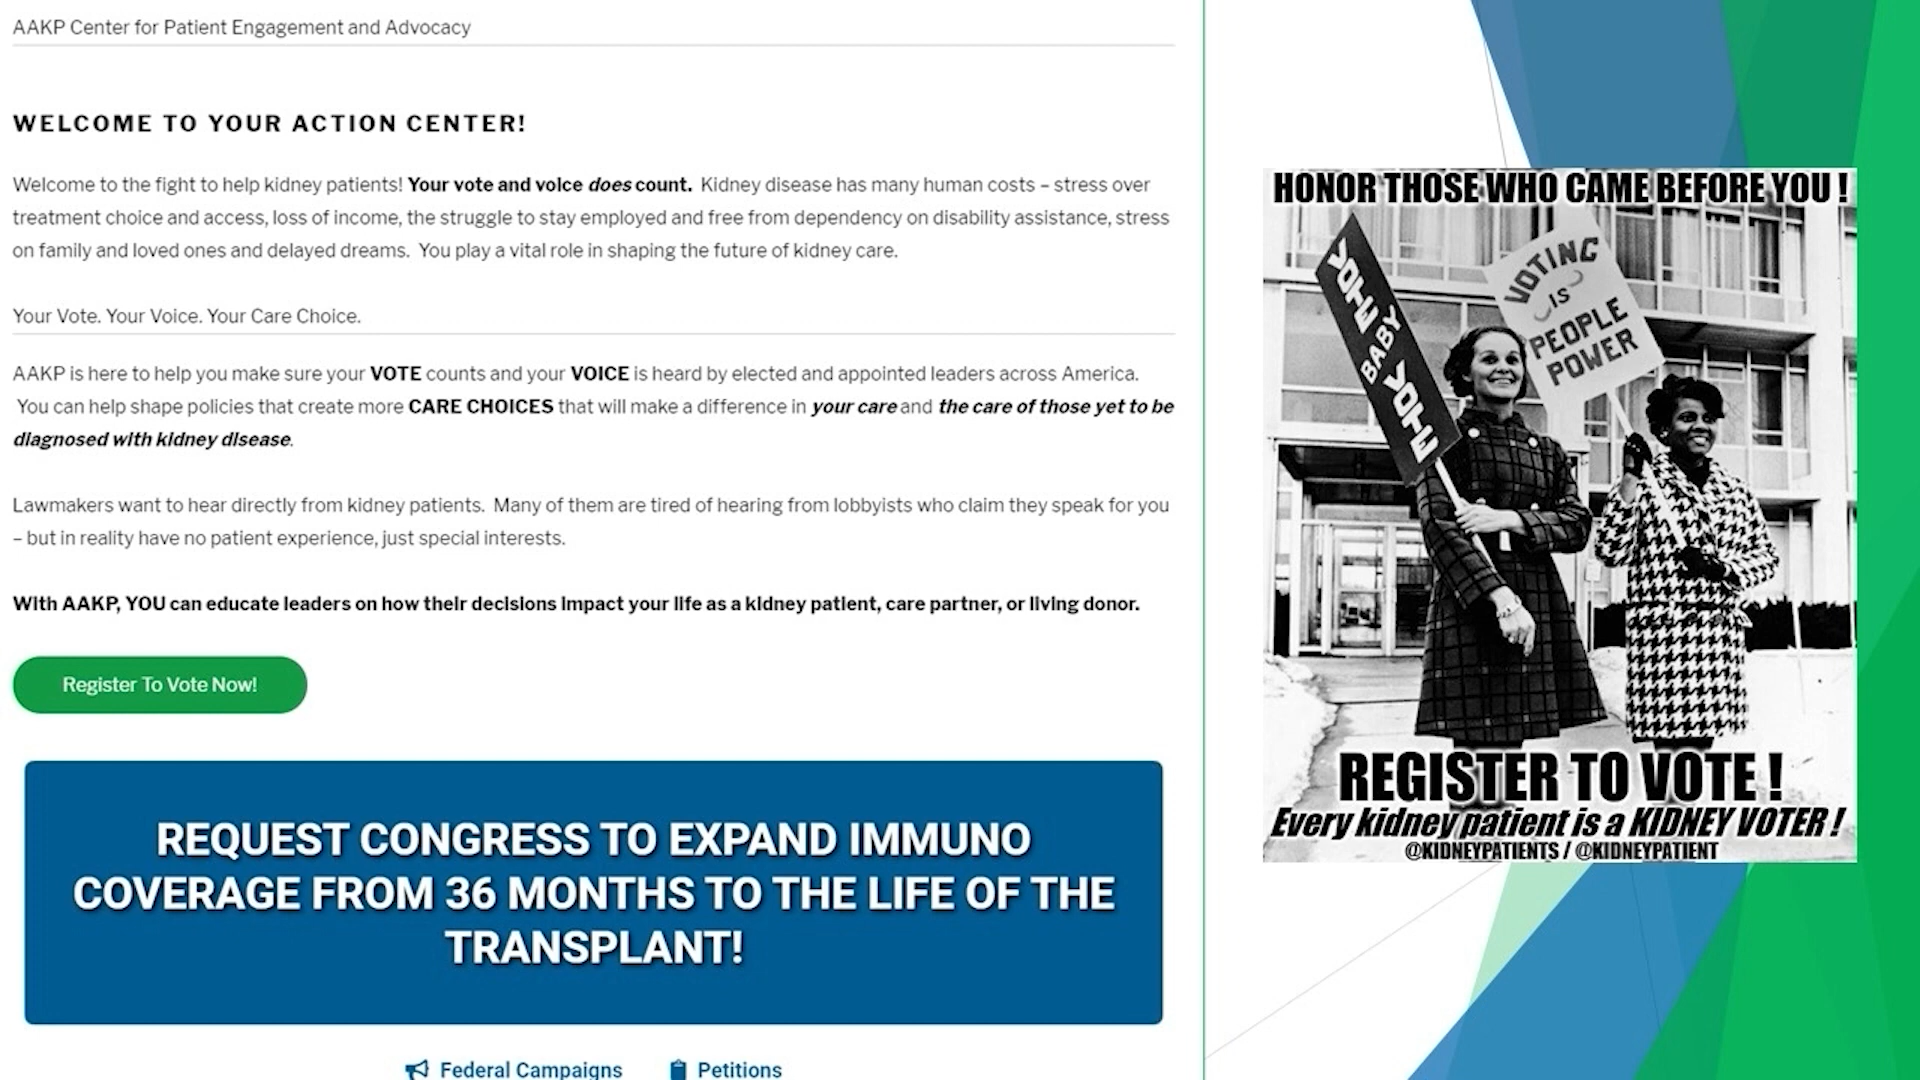 AAKP Center for Patient Engagement and Advocacy
WELCOME TO YOUR ACTION CENTER!
Welcome to the fight to help kidney patients! Your vote and voice does count. Kidney disease has many human costs – stress over
treatment choice and access, loss of income, the struggle to stay employed and free from dependency on disability assistance, stress
on family and loved ones and delayed dreams. You play a vital role in shaping the future of kidney care.
Your Vote. Your Voice. Your Care Choice.
AAKP is here to help you make sure your VOTE counts and your VOICE is heard by elected and appointed leaders across America.
You can help shape policies that create more CARE CHOICES that will make a difference in your care and the care of those yet to be
diagnosed with kidney disease.
Lawmakers want to hear directly from kidney patients. Many of them are tired of hearing from lobbyists who claim they speak for you
– but in reality have no patient experience, just special interests.
With AAKP, YOU can educate leaders on how their decisions impact your life as a kidney patient, care partner, or living donor.
Register To Vote Now!
REQUEST CONGRESS TO EXPAND IMMUNO
COVERAGE FROM 36 MONTHS TO THE LIFE OF THE
TRANSPLANT!
Federal Campaigns
Petitions
HONOR THOSE WHO CAME BEFORE YOU !
VOTE
BABY
VOTE
VOTING
IS
PEOPLE
POWER
REGISTER TO VOTE !
Every kidney patient is a KIDNEY VOTER !
@KIDNEYPATIENTS / @KIDNEYPATIENT